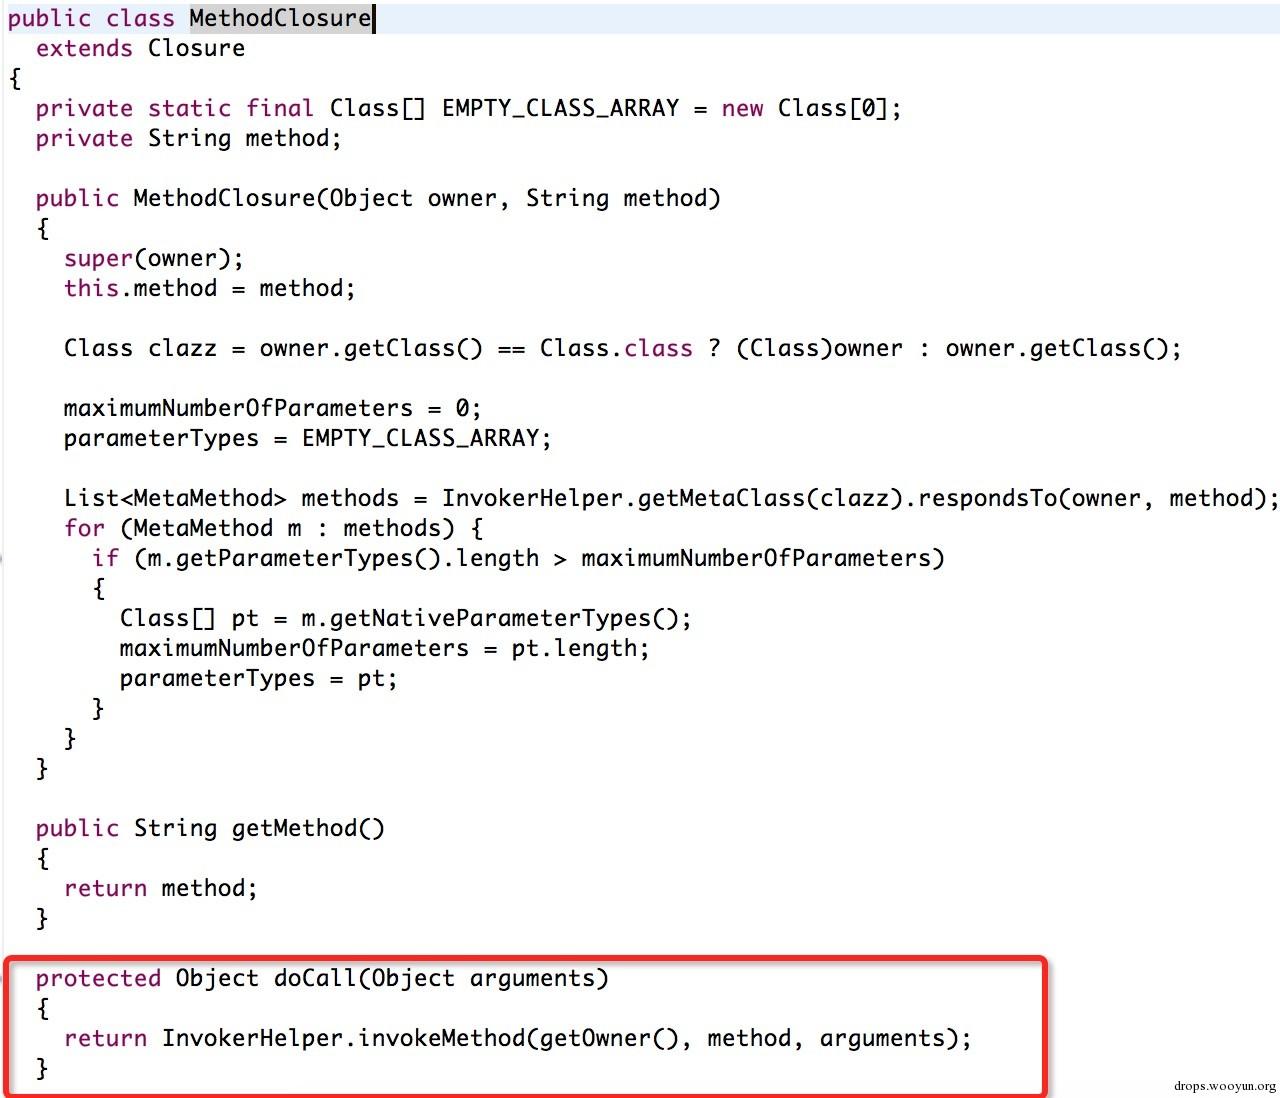 public class MethodClosure
extends Closure
{
private static final Class[] EMPTY_CLASS_ARRAY = new Class[0];
private String method;
public MethodClosure(Object owner, String method)
{
super(owner);
this.method = method;
Class clazz = owner.getClass() == Class.class ? (Class)owner : owner.getClass();
maximumNumberOfParameters = 0;
parameterTypes = EMPTY_CLASS_ARRAY;
List<MetaMethod> methods = InvokerHelper.getMetaClass(clazz).respondsTo(owner, method);
for (MetaMethod m : methods) {
if (m.getParameterTypes().length > maximumNumberOfParameters)
{
Class[] pt = m.getNativeParameterTypes();
maximumNumberOfParameters = pt.length;
parameterTypes = pt;
}
}
}
public String getMethod()
{
return method;
}
protected Object doCall(Object arguments)
{
return InvokerHelper.invokeMethod(getOwner(), method, arguments);
}
drops.wooyun.org